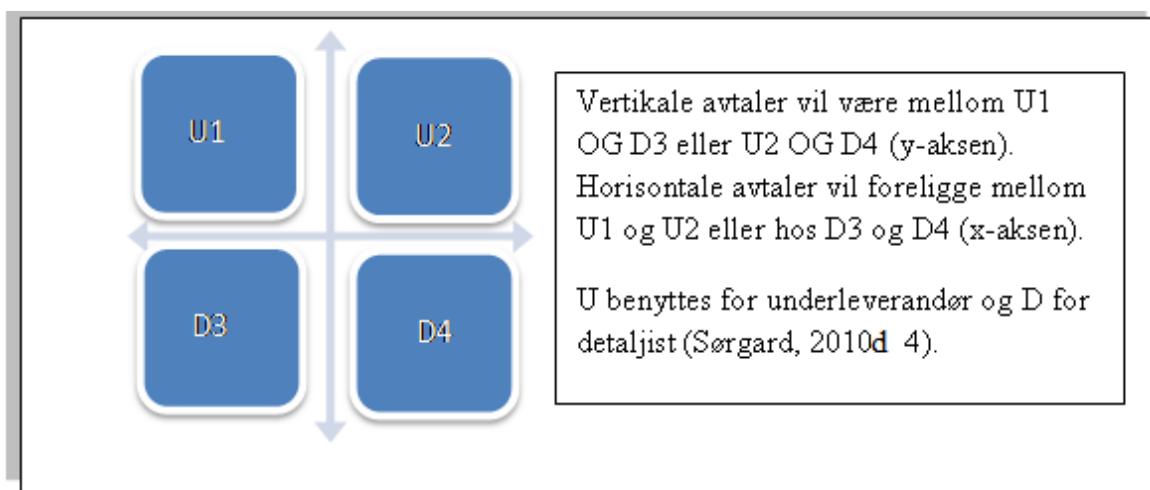 U1
U2
D3
D4
Vertikale avtaler vil være mellom U1
OG D3 eller U2 OG D4 (y-aksen).
Horisontale avtaler vil foreligge mellom
U1 og U2 eller hos D3 og D4 (x-aksen).
U benyttes for underleverandør og D for
detaljist (Sørgard, 2010d 4).